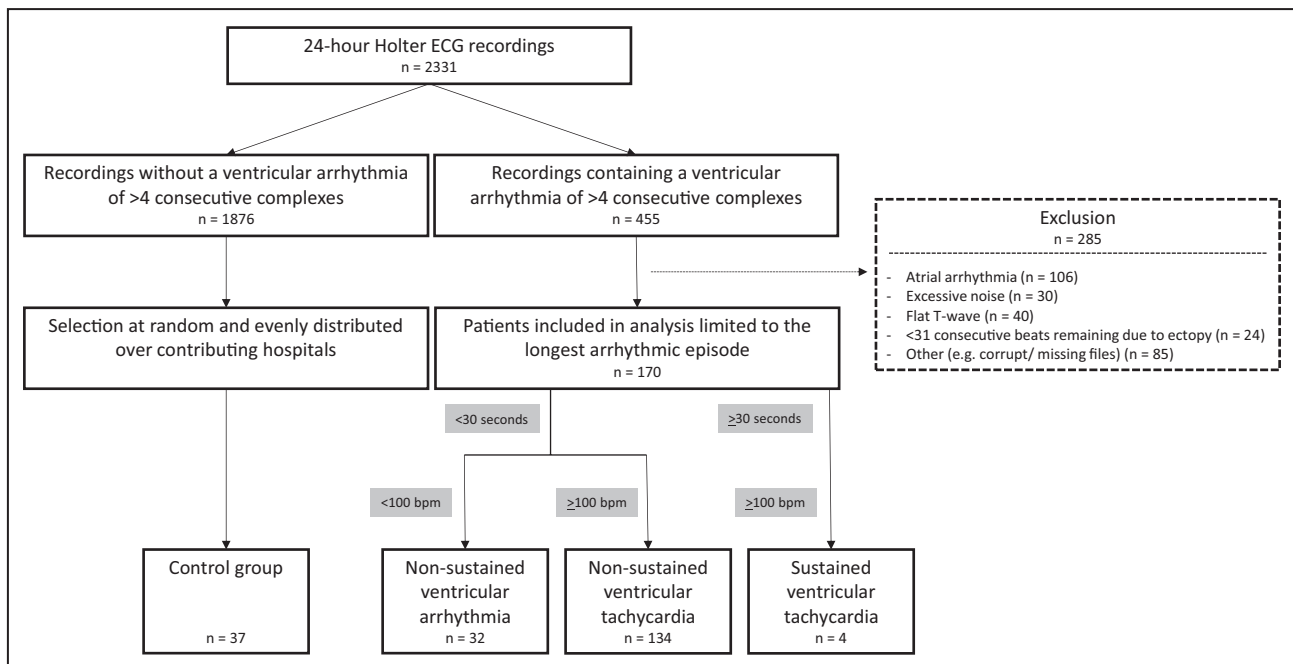 24-hour Holter ECG recordings
n = 2331
Recordings without a ventricular arrhythmia
of >4 consecutive complexes
n = 1876
Recordings containing a ventricular
arrhythmia of >4 consecutive complexes
n = 455
Exclusion
n = 285
- Atrial arrhythmia (n = 106)
- Excessive noise (n = 30)
- Flat T-wave (n = 40)
- <31 consecutive beats remaining due to ectopy (n = 24)
- Other (e.g. corrupt/ missing files) (n = 85)
Selection at random and evenly distributed
over contributing hospitals
Patients included in analysis limited to the
longest arrhythmic episode
n = 170
<30 seconds
≥30 seconds
<100 bpm
≥100 bpm
≥100 bpm
Control group
n = 37
Non-sustained
ventricular
arrhythmia
n = 32
Non-sustained
ventricular
tachycardia
n = 134
Sustained
ventricular
tachycardia
n = 4